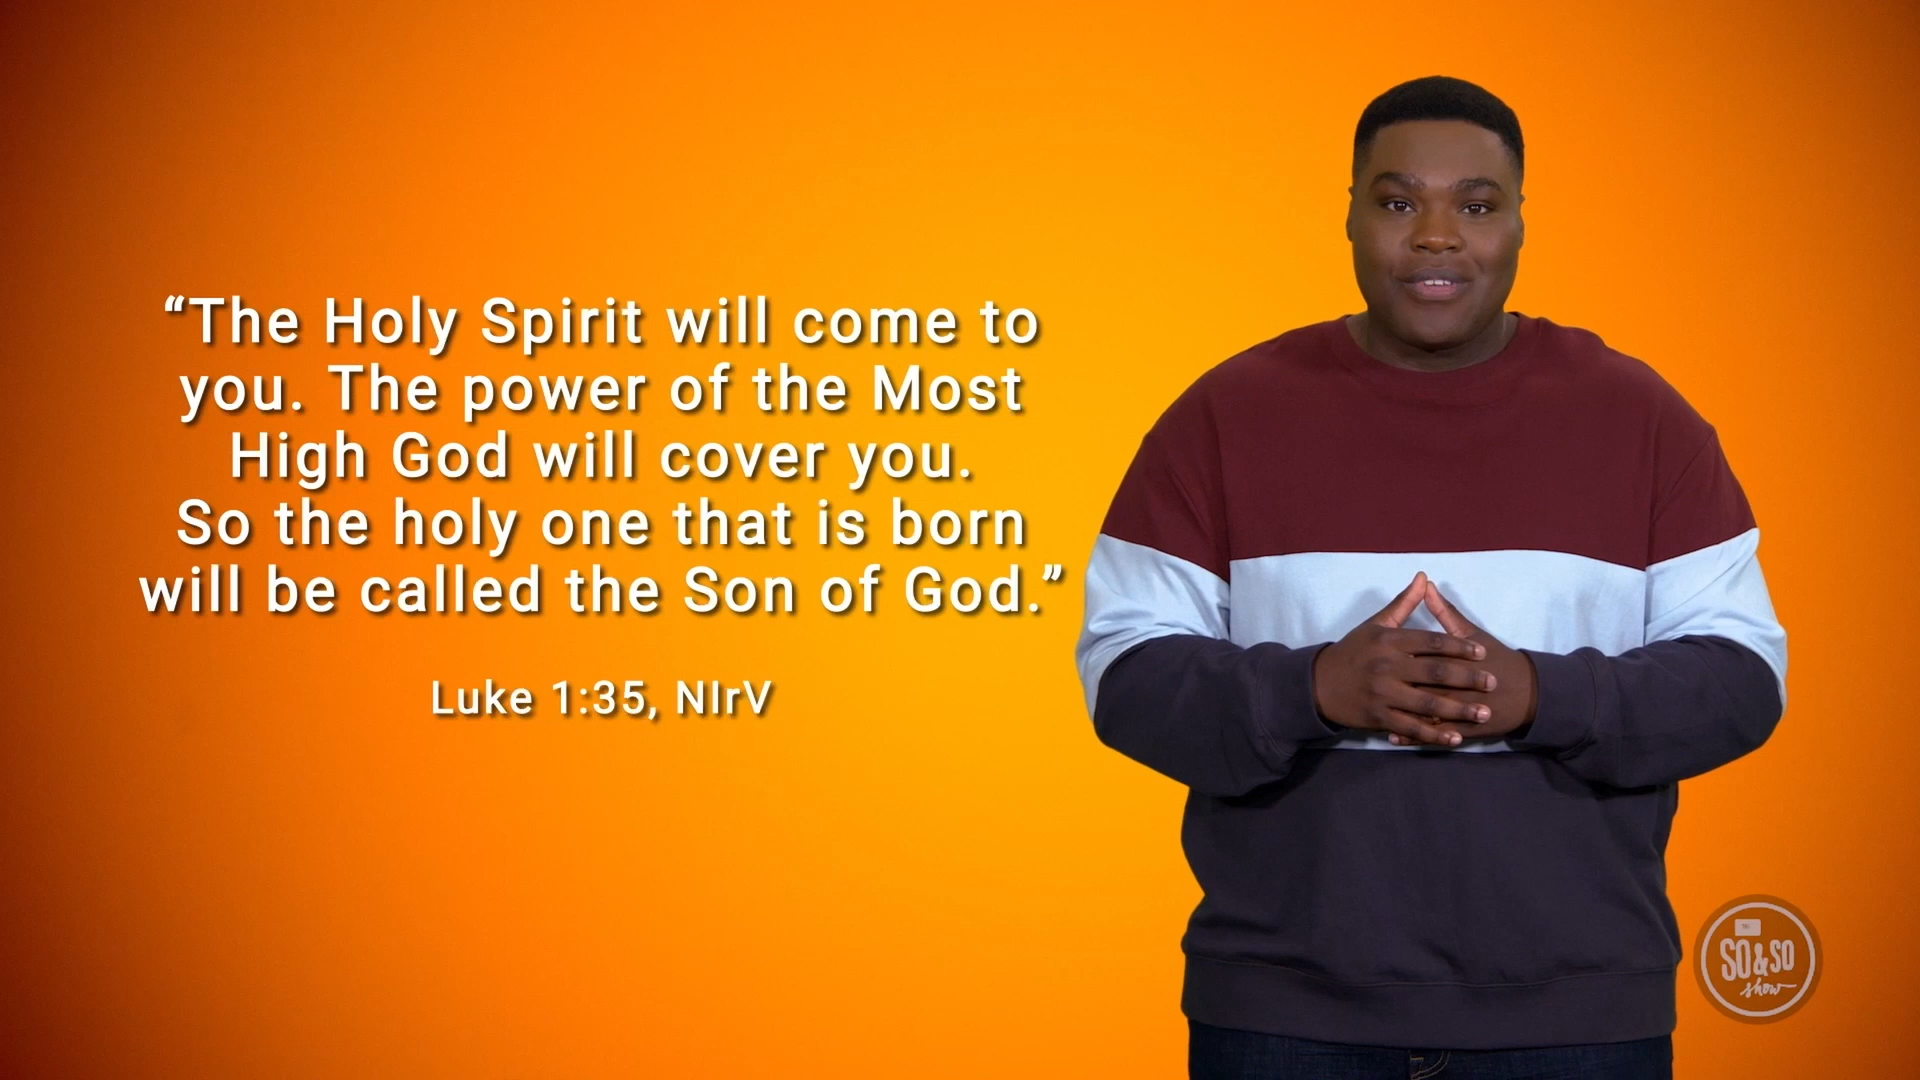 “The Holy Spirit will come to
you. The power of the Most
High God will cover you.
So the holy one that is born
will be called the Son of God.”
Luke 1:35, NIrV
SO & SO
show